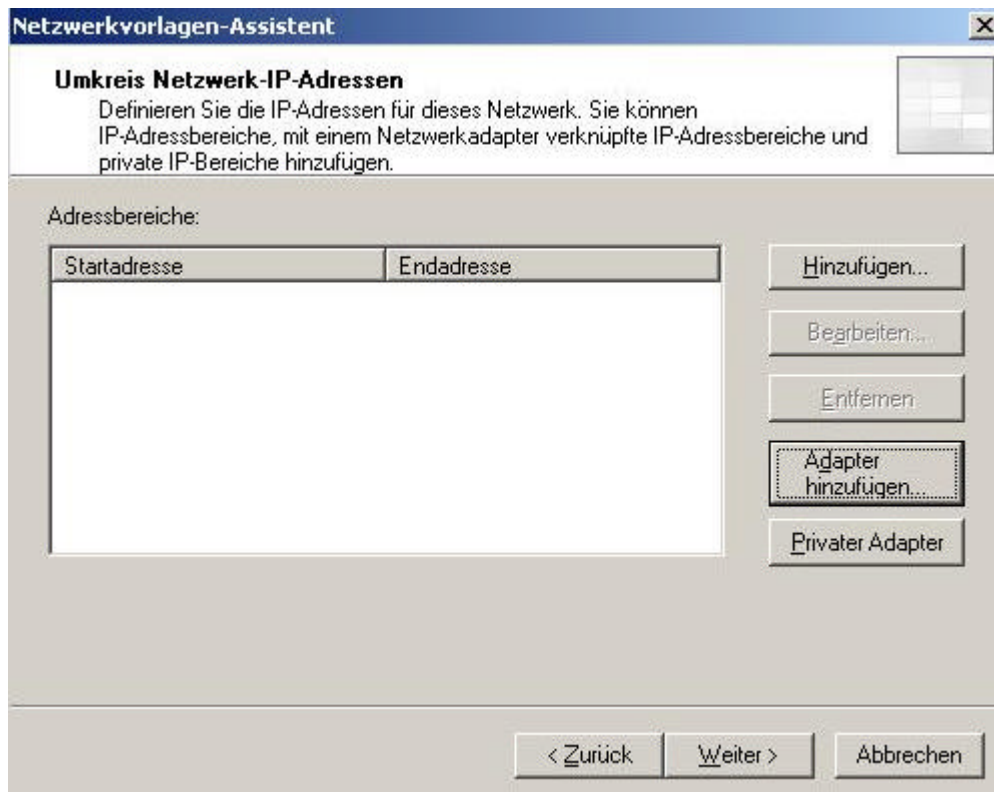 Netzwerkvorlagen-Assistent
Umkreis Netzwerk-IP-Adressen
Definieren Sie die IP-Adressen für dieses Netzwerk. Sie können
IP-Adressbereiche, mit einem Netzwerkadapter verknüpfte IP-Adressbereiche und
private IP-Bereiche hinzufügen.
Adressbereiche:
Startadresse Endadresse
Hinzufügen...
Bearbeiten...
Entfernen
Adapter
hinzufügen...
Privater Adapter
< Zurück Weiter > Abbrechen